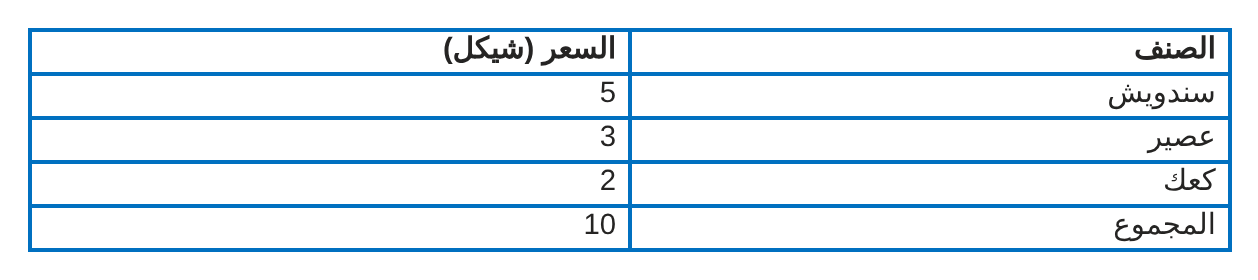 الصنف السعر (شيكل)
سندويش 5
عصير 3
كعك 2
المجموع 10